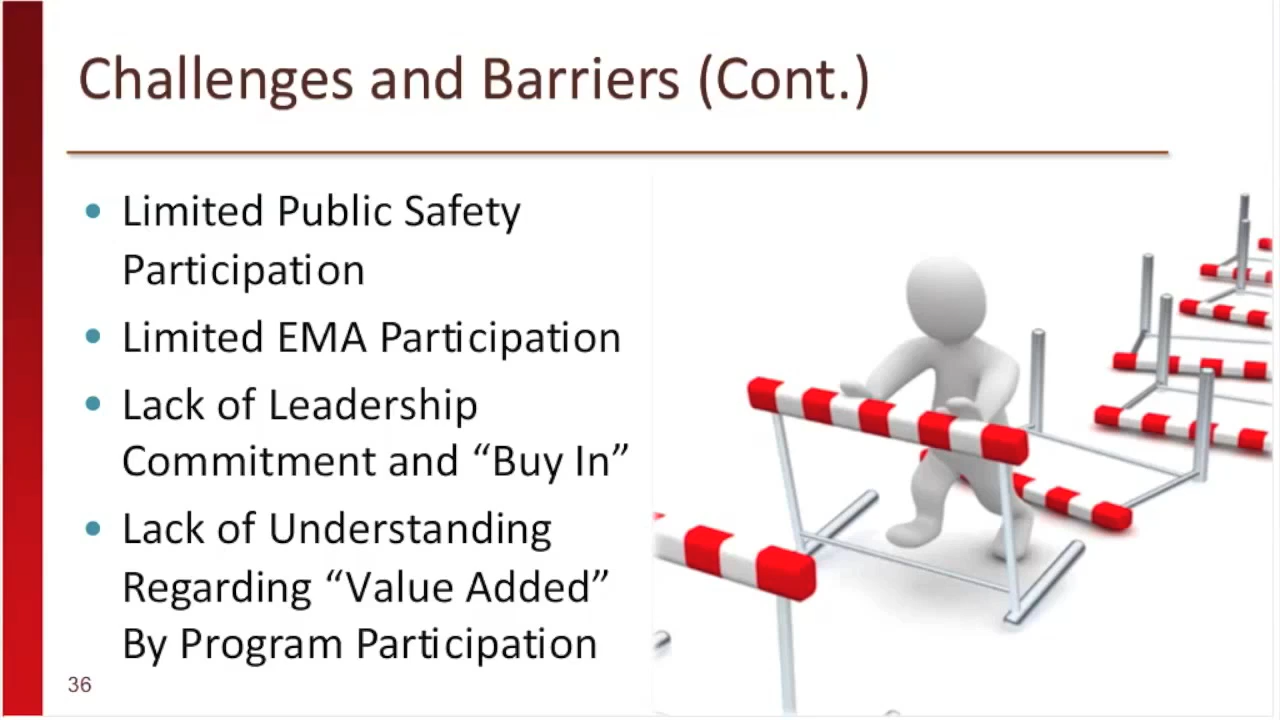 Challenges and Barriers (Cont.)
• Limited Public Safety
Participation
• Limited EMA Participation
• Lack of Leadership
Commitment and “Buy In”
• Lack of Understanding
Regarding “Value Added”
By Program Participation
36